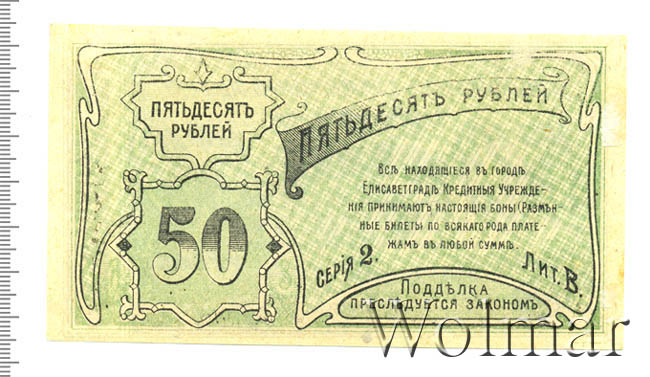 ПЯТЬДЕСЯТЪ
РУБЛЕЙ
ПЯТЬДЕСЯТЪ РУБЛЕЙ
50
Всѣ находящіеся въ городѣ
Елисаветградѣ Кредитныя Учрежде-
нія принимаютъ настоящія боны (Размѣн-
ные билеты) по всякаго рода плате-
жамъ въ любой суммѣ.
СЕРІЯ 2.
ЛИТ. В.
ПОДДѢЛКА
ПРЕСЛѢДУЕТСЯ ЗАКОНОМЪ
Wolmar